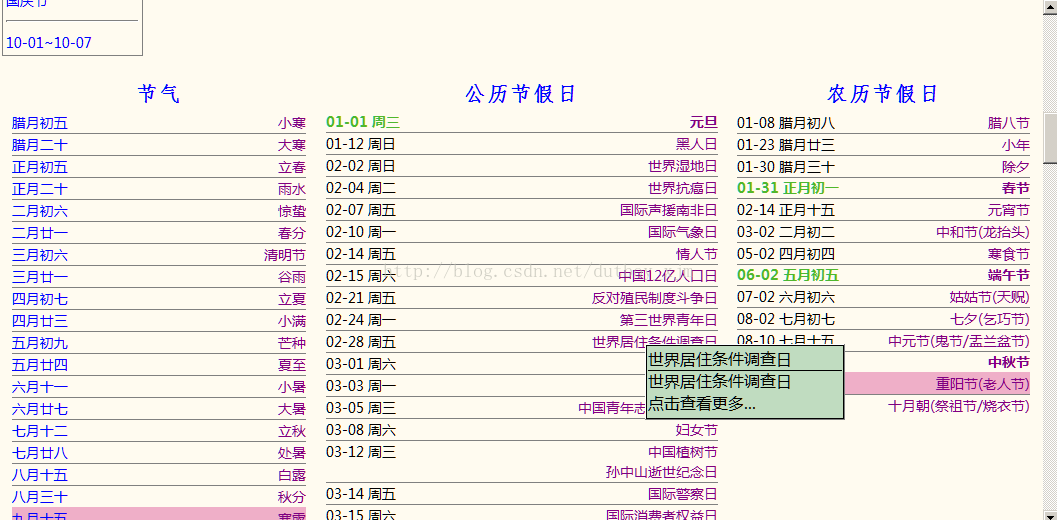 国庆节
10-01~10-07
节气
腊月初五 小寒
腊月二十 大寒
正月初五 立春
正月二十 雨水
二月初六 惊蛰
二月廿一 春分
三月初六 清明节
三月廿一 谷雨
四月初七 立夏
四月廿三 小满
五月初九 芒种
五月廿四 夏至
六月十一 小暑
六月廿七 大暑
七月十二 立秋
七月廿八 处暑
八月十五 白露
八月三十 秋分
九月十五 寒露
公历节假日
01-01 周三 元旦
01-12 周日 黑人日
02-02 周日 世界湿地日
02-04 周二 世界抗癌日
02-07 周五 国际声援南非日
02-10 周一 国际气象日
02-14 周五 情人节
02-15 周六 中国12亿人口日
02-21 周五 反对殖民制度斗争日
02-24 周一 第三世界青年日
02-28 周五 世界居住条件调查日
03-01 周六
03-03 周一
03-05 周三 中国青年志
03-08 周六 妇女节
03-12 周三 中国植树节
孙中山逝世纪念日
03-14 周五 国际警察日
03-15 周六 国际消费者权益日
世界居住条件调查日
世界居住条件调查日
点击查看更多...
农历节假日
01-08 腊月初八 腊八节
01-23 腊月廿三 小年
01-30 腊月三十 除夕
01-31 正月初一 春节
02-14 正月十五 元宵节
03-02 二月初二 中和节(龙抬头)
05-02 四月初四 寒食节
06-02 五月初五 端午节
07-02 六月初六 姑姑节(天贶)
08-02 七月初七 七夕(乞巧节)
08-10 七月十五 中元节(鬼节/盂兰盆节)
中秋节
重阳节(老人节)
十月朝(祭祖节/烧衣节)